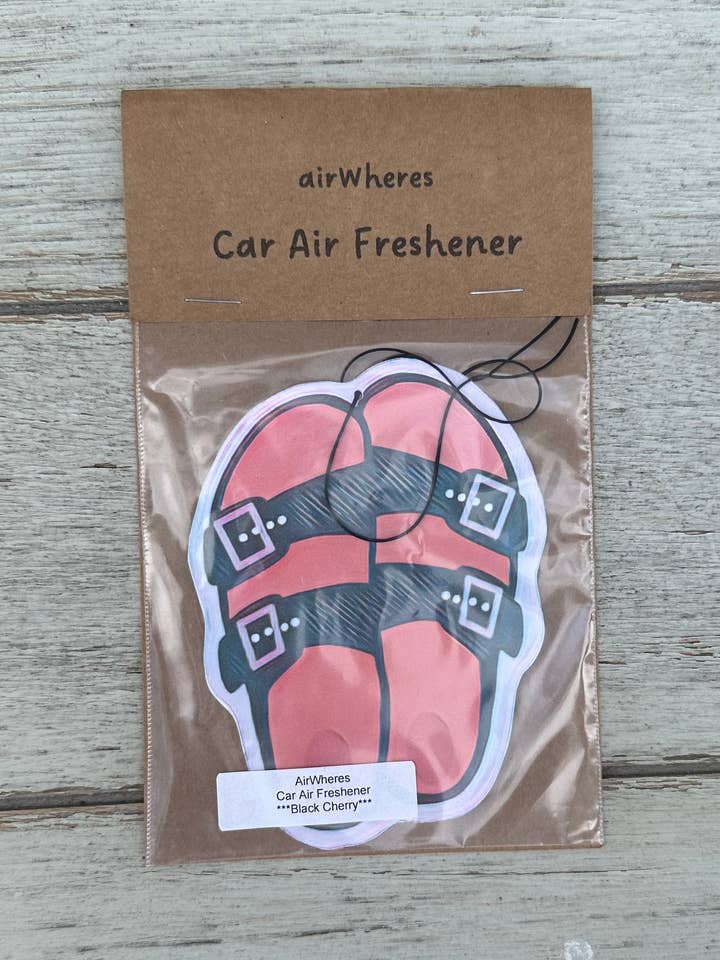 airWheres
Car Air Freshener
AirWheres
Car Air Freshener
***Black Cherry***